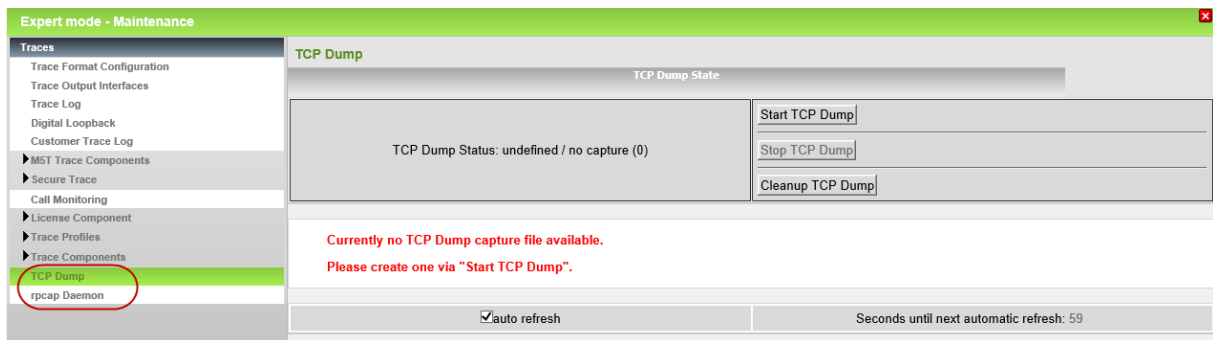 Expert mode - Maintenance
Traces
Trace Format Configuration
Trace Output Interfaces
Trace Log
Digital Loopback
Customer Trace Log
M5T Trace Components
Secure Trace
Call Monitoring
License Component
Trace Profiles
Trace Components
TCP Dump
rpcap Daemon
TCP Dump
TCP Dump State
TCP Dump Status: undefined / no capture (0)
Start TCP Dump
Stop TCP Dump
Cleanup TCP Dump
Currently no TCP Dump capture file available.
Please create one via "Start TCP Dump".
auto refresh
Seconds until next automatic refresh: 59